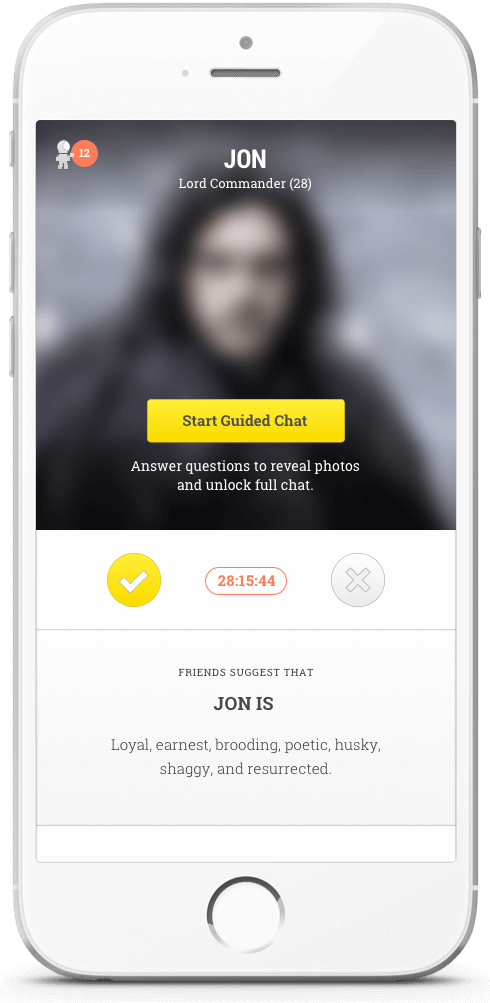 12
JON
Lord Commander (28)
Start Guided Chat
Answer questions to reveal photos
and unlock full chat.
28:15:44
FRIENDS SUGGEST THAT
JON IS
Loyal, earnest, brooding, poetic, husky,
shaggy, and resurrected.